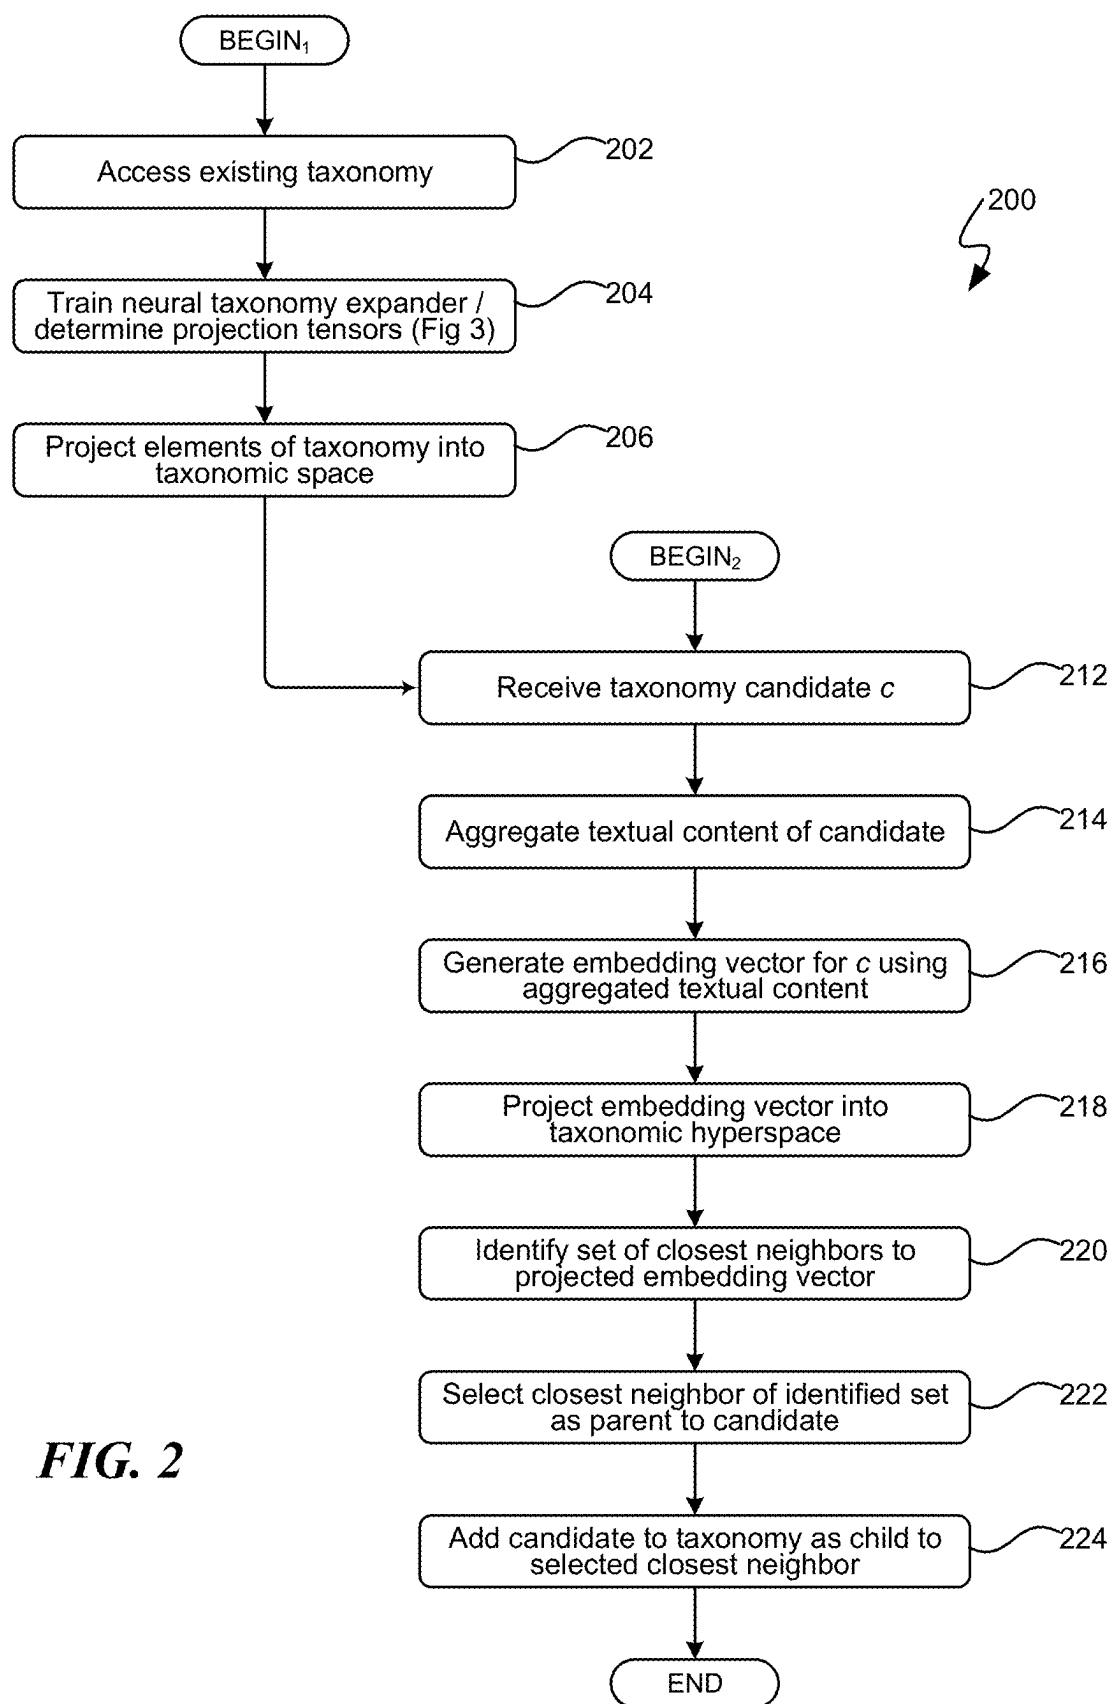 BEGIN₁
Access existing taxonomy
202
200
Train neural taxonomy expander /
determine projection tensors (Fig 3)
204
Project elements of taxonomy into
taxonomic space
206
BEGIN₂
Receive taxonomy candidate c
212
Aggregate textual content of candidate
214
Generate embedding vector for c using
aggregated textual content
216
Project embedding vector into
taxonomic hyperspace
218
Identify set of closest neighbors to
projected embedding vector
220
Select closest neighbor of identified set
as parent to candidate
222
FIG. 2
Add candidate to taxonomy as child to
selected closest neighbor
224
END